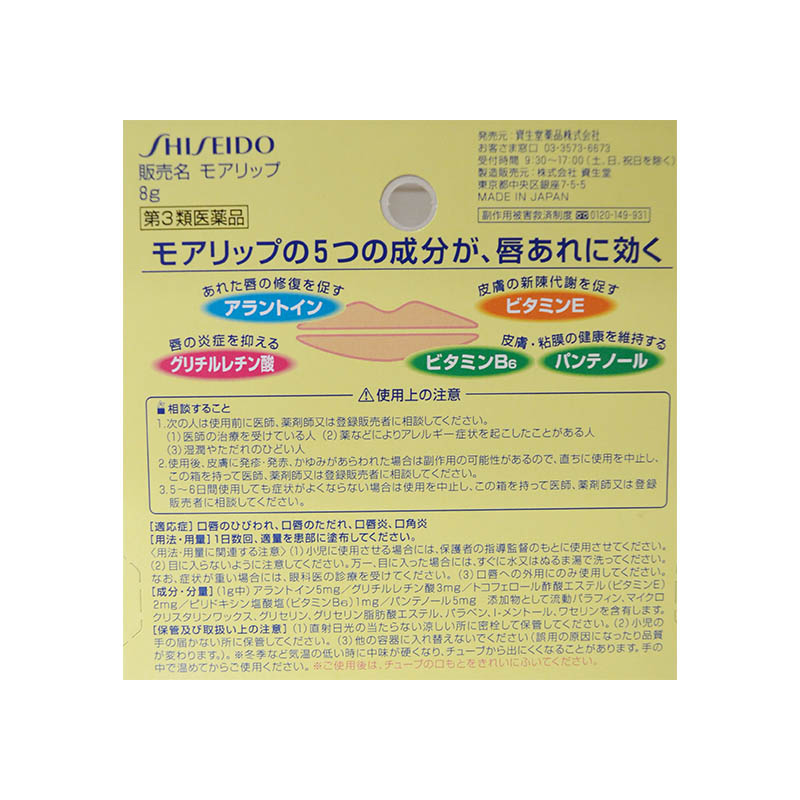 SHISEIDO
販売名 モアリップ
8g
第3類医薬品
発売元：資生堂薬品株式会社
お客さま窓口 03-3573-6673
受付時間 9:30～17:00（土、日、祝日を除く）
製造販売元：株式会社 資生堂
東京都中央区銀座7-5-5
MADE IN JAPAN
副作用被害救済制度 0120-149-931
モアリップの5つの成分が、唇あれに効く
あれた唇の修復を促す
アラントイン
皮膚の新陳代謝を促す
ビタミンE
唇の炎症を抑える
グリチルレチン酸
皮膚・粘膜の健康を維持する
ビタミンB6 パンテノール
⚠使用上の注意
相談すること
1.次の人は使用前に医師、薬剤師又は登録販売者に相談してください。
（1）医師の治療を受けている人（2）薬などによりアレルギー症状を起こしたことがある人
（3）湿潤やただれのひどい人
2.使用後、皮膚に発疹・発赤、かゆみがあらわれた場合は副作用の可能性があるので、直ちに使用を中止し、
この箱を持って医師、薬剤師又は登録販売者に相談してください。
3.5～6日間使用しても症状がよくならない場合は使用を中止し、この箱を持って医師、薬剤師又は登録
販売者に相談してください。
［適応症］口唇のひびわれ、口唇のただれ、口唇炎、口角炎
［用法・用量］1日数回、適量を患部に塗布してください。
〈用法・用量に関連する注意〉（1）小児に使用させる場合には、保護者の指導監督のもとに使用させてください。
（2）目に入らないように注意してください。万一、目に入った場合には、すぐに水又はぬるま湯で洗ってください。
なお、症状が重い場合には、眼科医の診療を受けてください。（3）口唇への外用にのみ使用してください。
［成分・分量］（1g中）アラントイン5mg／グリチルレチン酸3mg／トコフェロール酢酸エステル（ビタミンE）
2mg／ピリドキシン塩酸塩（ビタミンB6）1mg／パンテノール5mg 添加物として流動パラフィン、マイクロ
クリスタリンワックス、グリセリン、グリセリン脂肪酸エステル、パラベン、l-メントール、ワセリンを含有します。
［保管及び取扱い上の注意］（1）直射日光の当たらない涼しい所に密栓して保管してください。（2）小児の
手の届かない所に保管してください。（3）他の容器に入れ替えないでください（誤用の原因になったり品質
が変わります。）。※冬季など気温の低い時に中味が硬くなり、チューブから出にくくなることがあります。手の
中で温めてからご使用ください。※ご使用後は、チューブの口もとをきれいにふいてください。